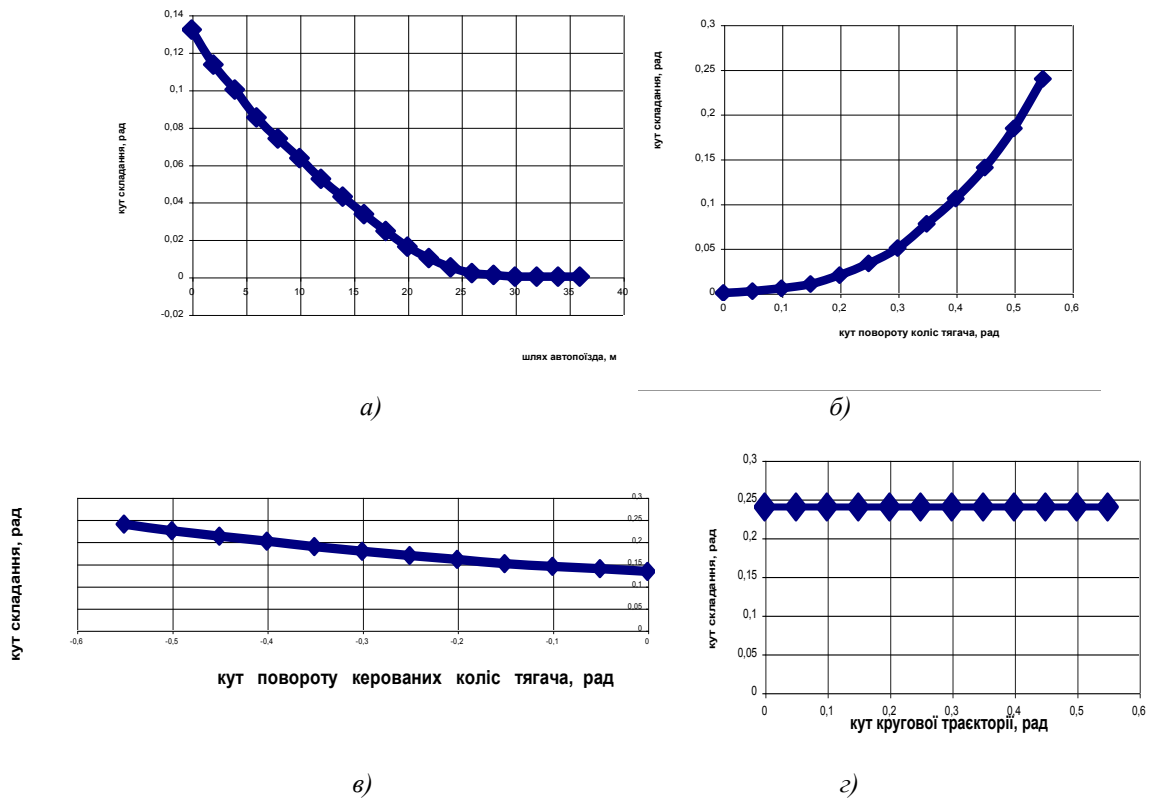 0,14
0,12
0,1
0,08
0,06
0,04
0,02
0
-0,02
0 5 10 15 20 25 30 35 40
кут складання, рад
шлях автопоїзда, м
а)
0,3
0,25
0,2
0,15
0,1
0,05
0
0 0,1 0,2 0,3 0,4 0,5 0,6
кут складання, рад
кут повороту коліс тягача, рад
б)
0,3
0,25
0,2
0,15
0,1
0,05
0
-0,6 -0,5 -0,4 -0,3 -0,2 -0,1 0
кут складання, рад
кут повороту керованих коліс тягача, рад
в)
0,3
0,25
0,2
0,15
0,1
0,05
0
0 0,1 0,2 0,3 0,4 0,5 0,6
кут складання, рад
кут кругової траєкторії, рад
г)